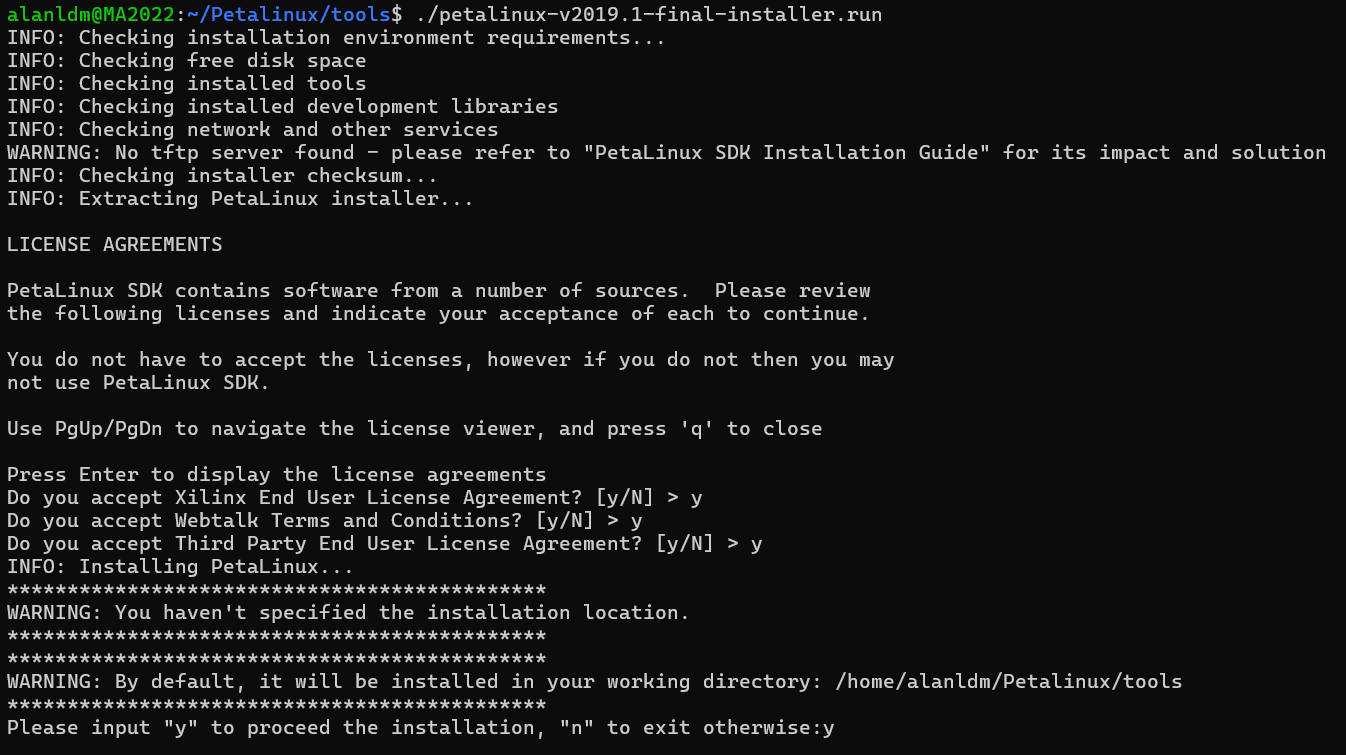 alanldm@MA2022:~/Petalinux/tools$ ./petalinux-v2019.1-final-installer.run
INFO: Checking installation environment requirements...
INFO: Checking free disk space
INFO: Checking installed tools
INFO: Checking installed development libraries
INFO: Checking network and other services
WARNING: No tftp server found - please refer to "PetaLinux SDK Installation Guide" for its impact and solution
INFO: Checking installer checksum...
INFO: Extracting PetaLinux installer...

LICENSE AGREEMENTS

PetaLinux SDK contains software from a number of sources.  Please review
the following licenses and indicate your acceptance of each to continue.

You do not have to accept the licenses, however if you do not then you may
not use PetaLinux SDK.

Use PgUp/PgDn to navigate the license viewer, and press 'q' to close

Press Enter to display the license agreements
Do you accept Xilinx End User License Agreement? [y/N] > y
Do you accept Webtalk Terms and Conditions? [y/N] > y
Do you accept Third Party End User License Agreement? [y/N] > y
INFO: Installing PetaLinux...
*********************************************
WARNING: You haven't specified the installation location.
*********************************************
*********************************************
WARNING: By default, it will be installed in your working directory: /home/alanldm/Petalinux/tools
*********************************************
Please input "y" to proceed the installation, "n" to exit otherwise:y